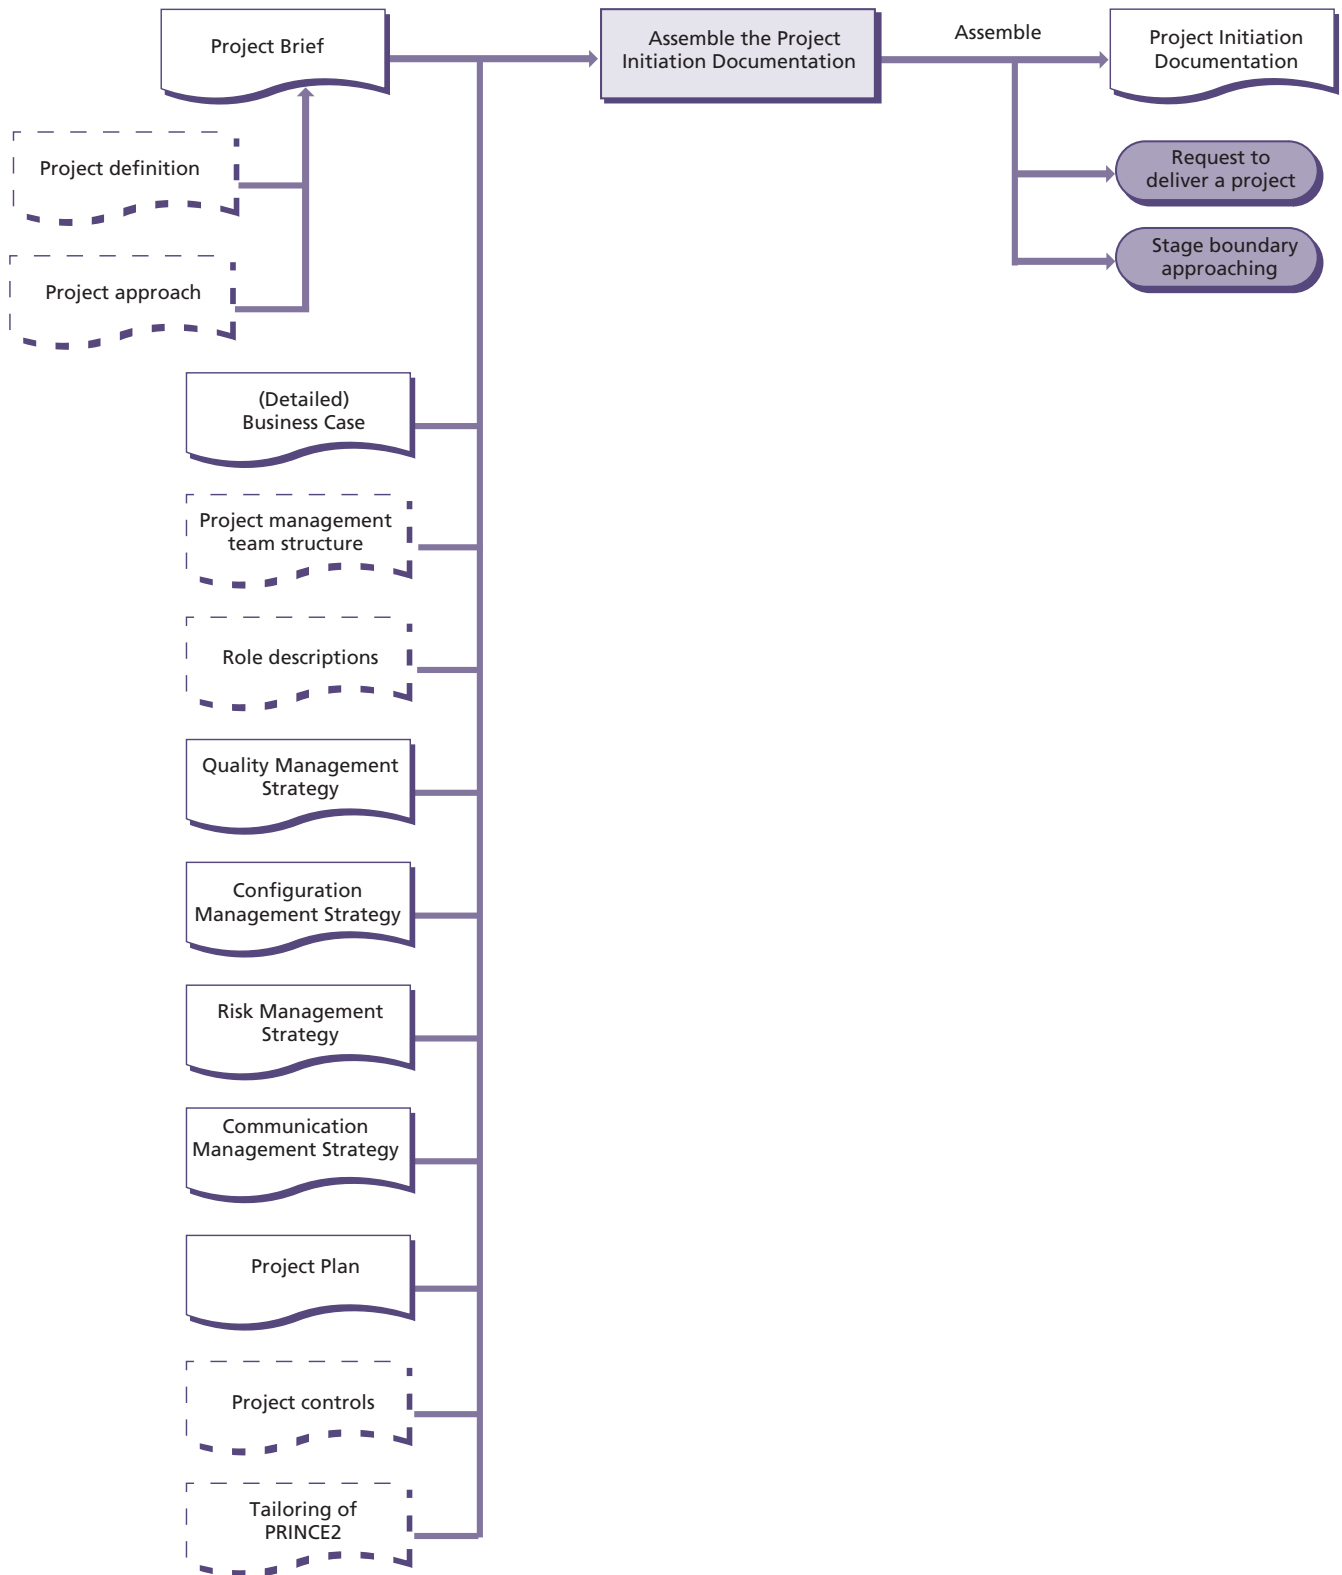 Project Brief
Assemble the Project
Initiation Documentation
Assemble
Project Initiation
Documentation
Project definition
Request to
deliver a project
Stage boundary
approaching
Project approach
(Detailed)
Business Case
Project management
team structure
Role descriptions
Quality Management
Strategy
Configuration
Management Strategy
Risk Management
Strategy
Communication
Management Strategy
Project Plan
Project controls
Tailoring of
PRINCE2